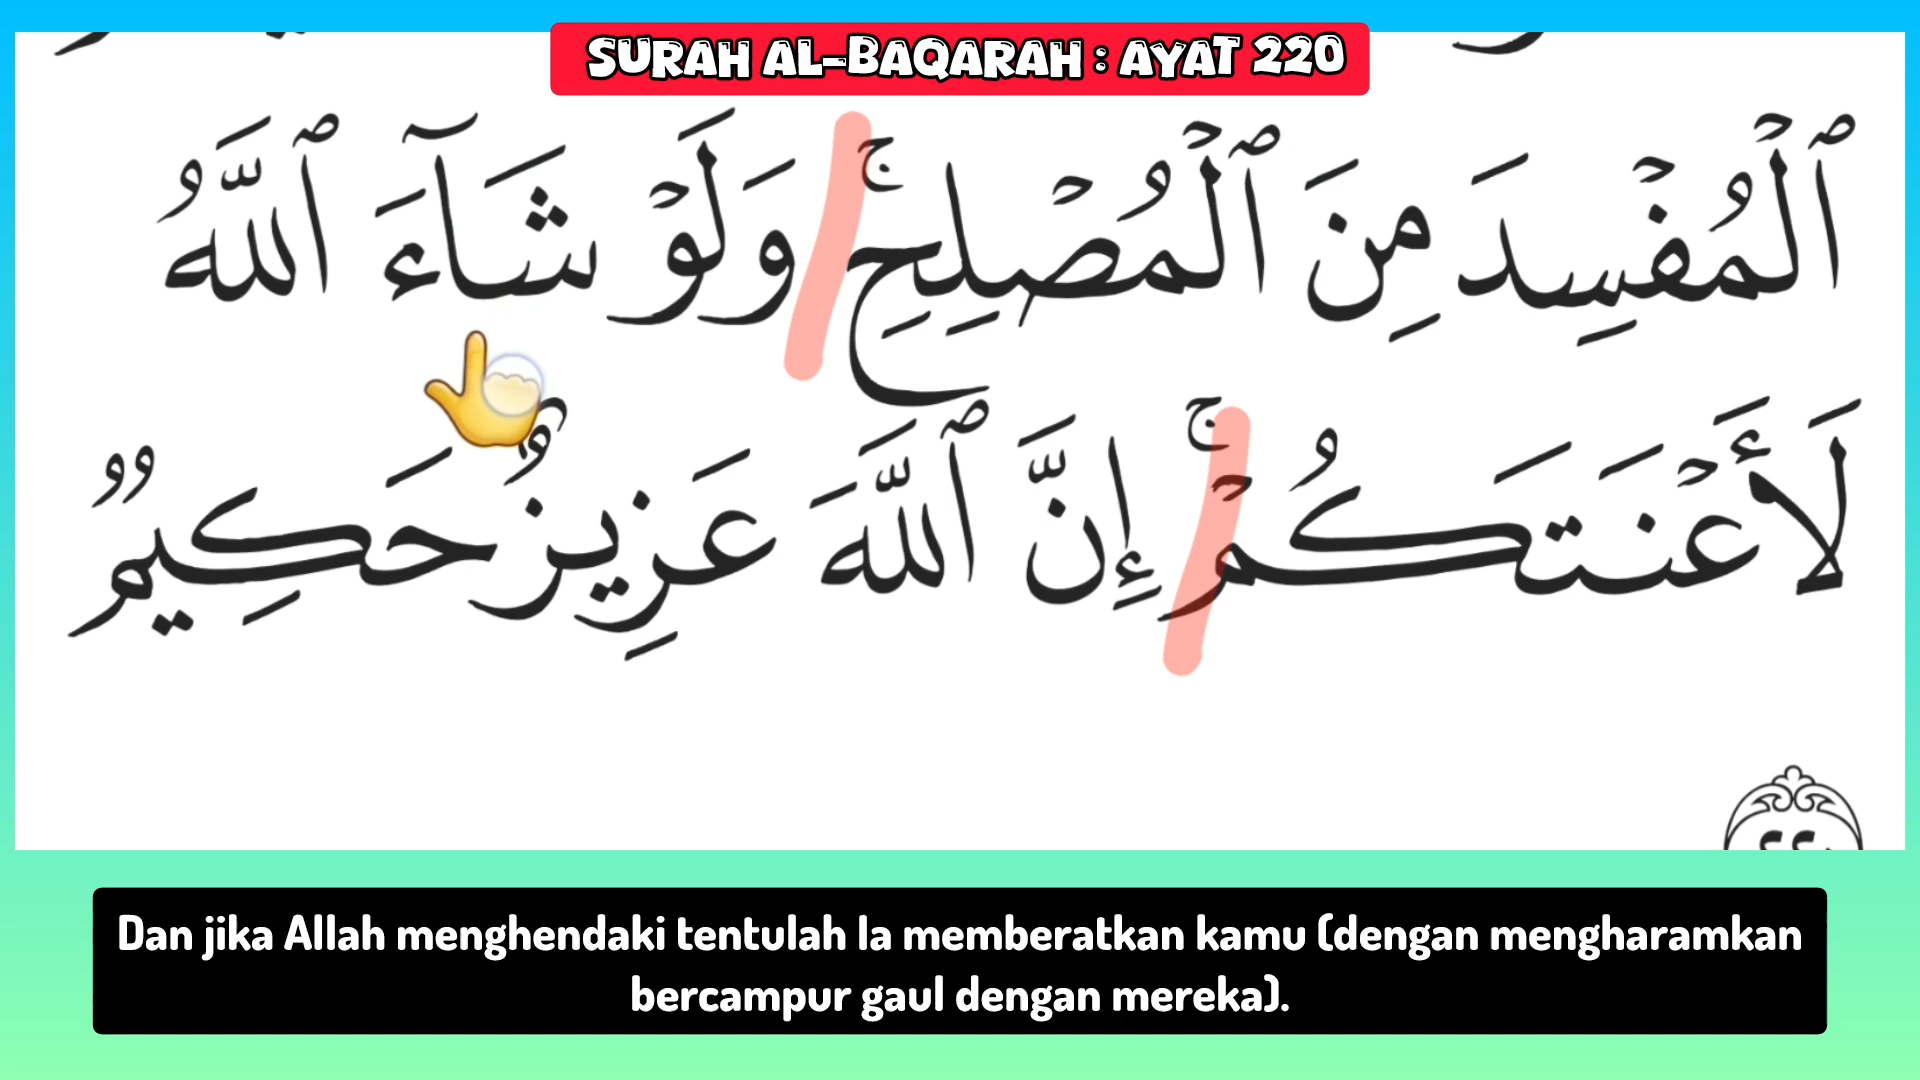 SURAH AL-BAQARAH : AYAT 220
ٱلْمُفْسِدَ مِنَ ٱلْمُصْلِحِ ۚ وَلَوْ شَآءَ ٱللَّهُ
لَأَعْنَتَكُمْ ۚ إِنَّ ٱللَّهَ عَزِيزٌ حَكِيمٌ
Dan jika Allah menghendaki tentulah Ia memberatkan kamu (dengan mengharamkan
bercampur gaul dengan mereka).